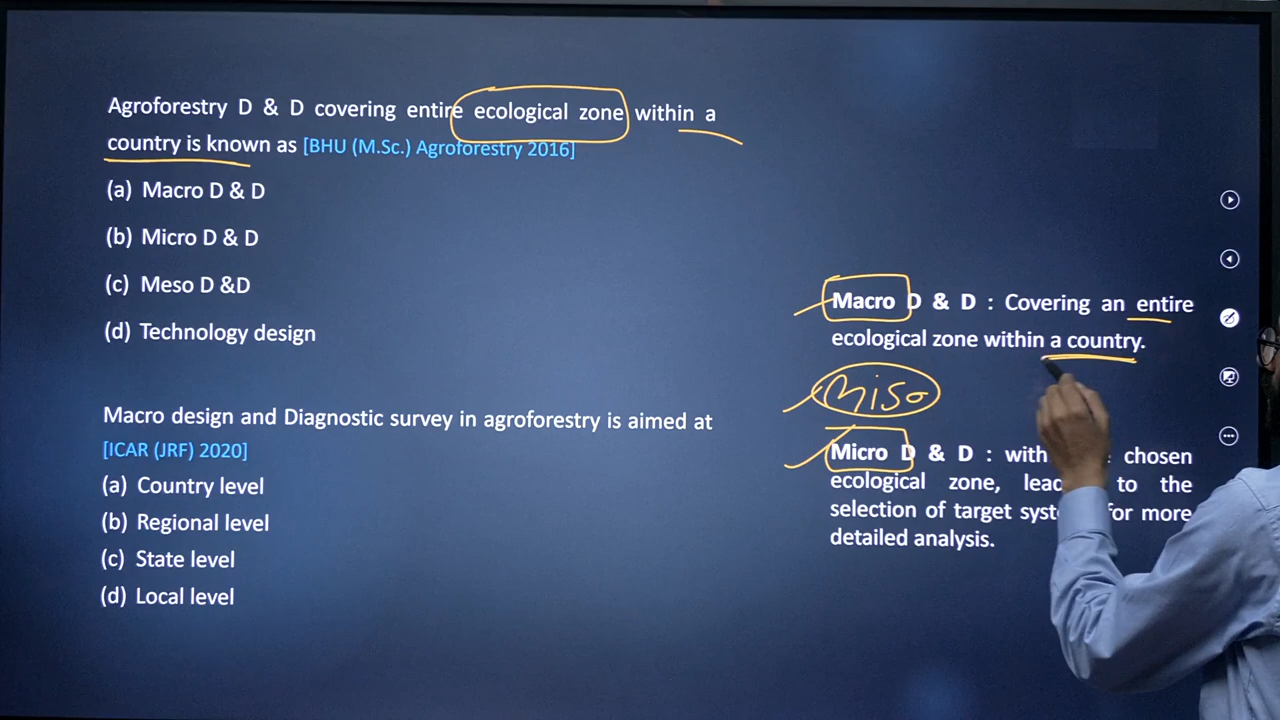 Agroforestry D & D covering entire ecological zone within a
country is known as [BHU (M.Sc.) Agroforestry 2016]
(a) Macro D & D
(b) Micro D & D
(c) Meso D &D
(d) Technology design
Macro design and Diagnostic survey in agroforestry is aimed at
[ICAR (JRF) 2020]
(a) Country level
(b) Regional level
(c) State level
(d) Local level
Macro D & D : Covering an entire
ecological zone within a country.
Miso
Micro D & D : with chosen
ecological zone, to the
selection of target for more
detailed analysis.